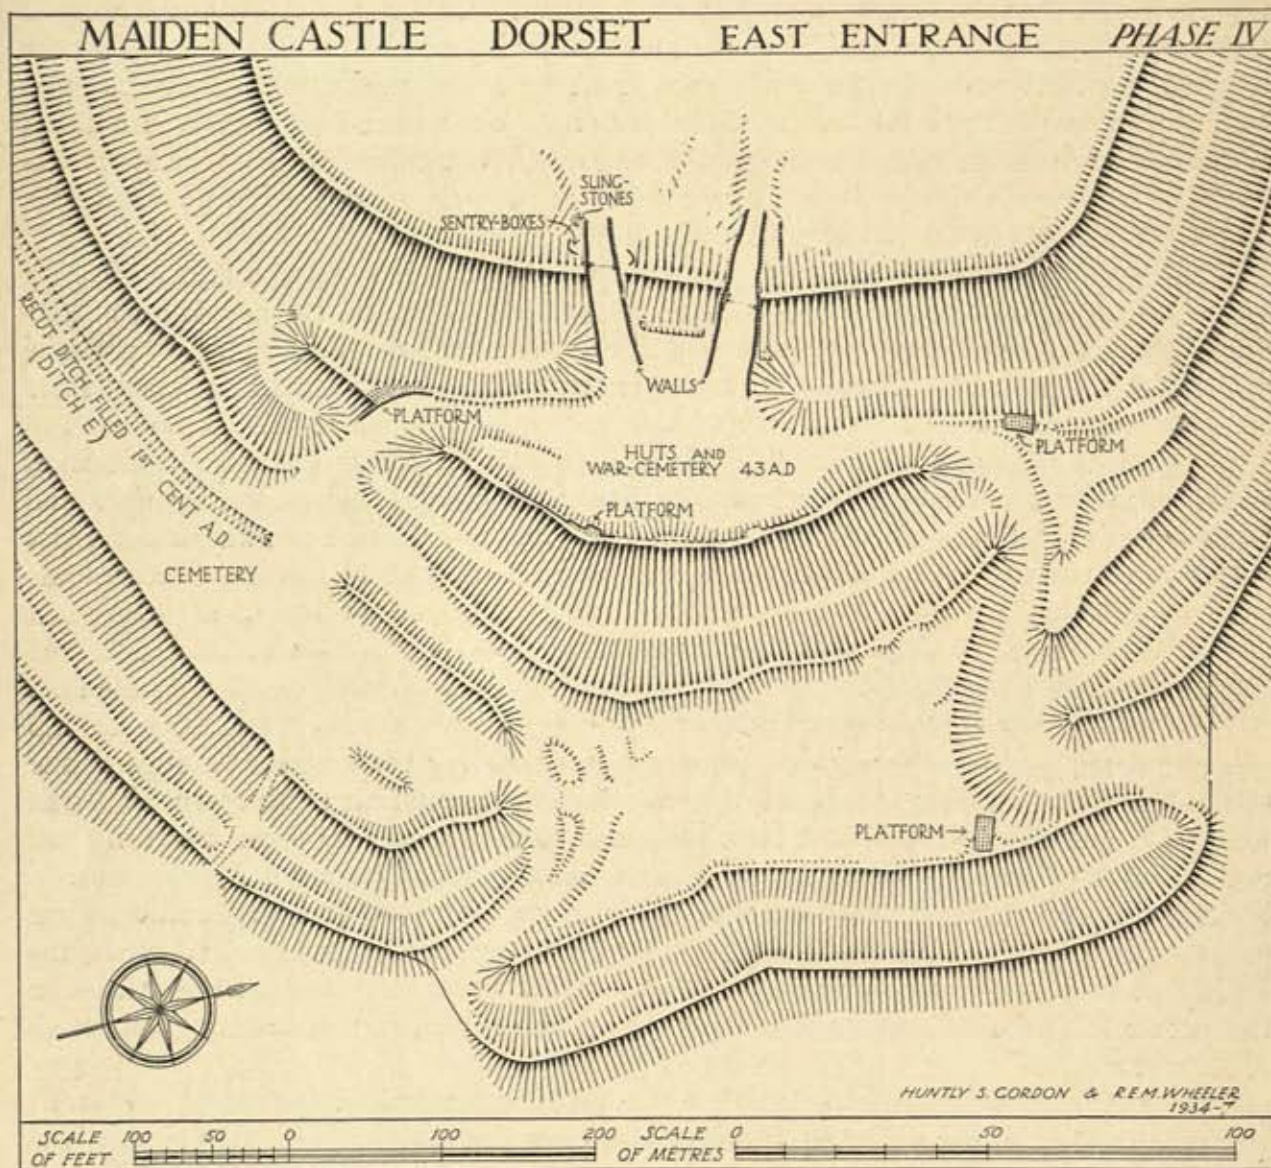 MAIDEN CASTLE DORSET EAST ENTRANCE PHASE IV
SLING-
STONES
SENTRY-BOXES
RECUT DITCH FILLED 1ST CENT A.D.
(DITCH E)
WALLS
PLATFORM
PLATFORM
HUTS AND
WAR-CEMETERY 43 A.D
PLATFORM
CEMETERY
PLATFORM
HUNTLY S. GORDON & R.E.M. WHEELER
1934-7
SCALE OF FEET 100 50 0 100 200
SCALE OF METRES 0 50 100